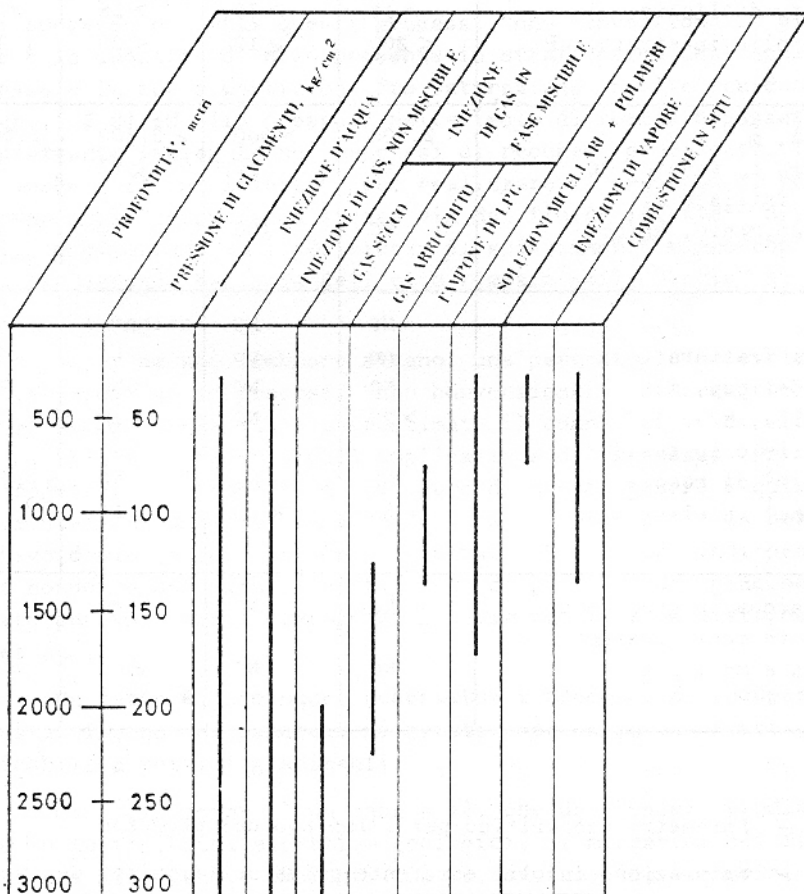 PROFONDITA', metri
PRESSIONE DI GIACIMENTO, kg/cm²
INIEZIONE D'ACQUA
INIEZIONE DI GAS, NON MISCIBILE
INIEZIONE
DI GAS IN
FASE MISCIBILE
GAS SECCO
GAS ARRICCHITO
TAMPONE DI LPG
SOLUZIONI MICELLARI + POLIMERI
INIEZIONE DI VAPORE
COMBUSTIONE IN SITU
500 50
1000 100
1500 150
2000 200
2500 250
3000 300